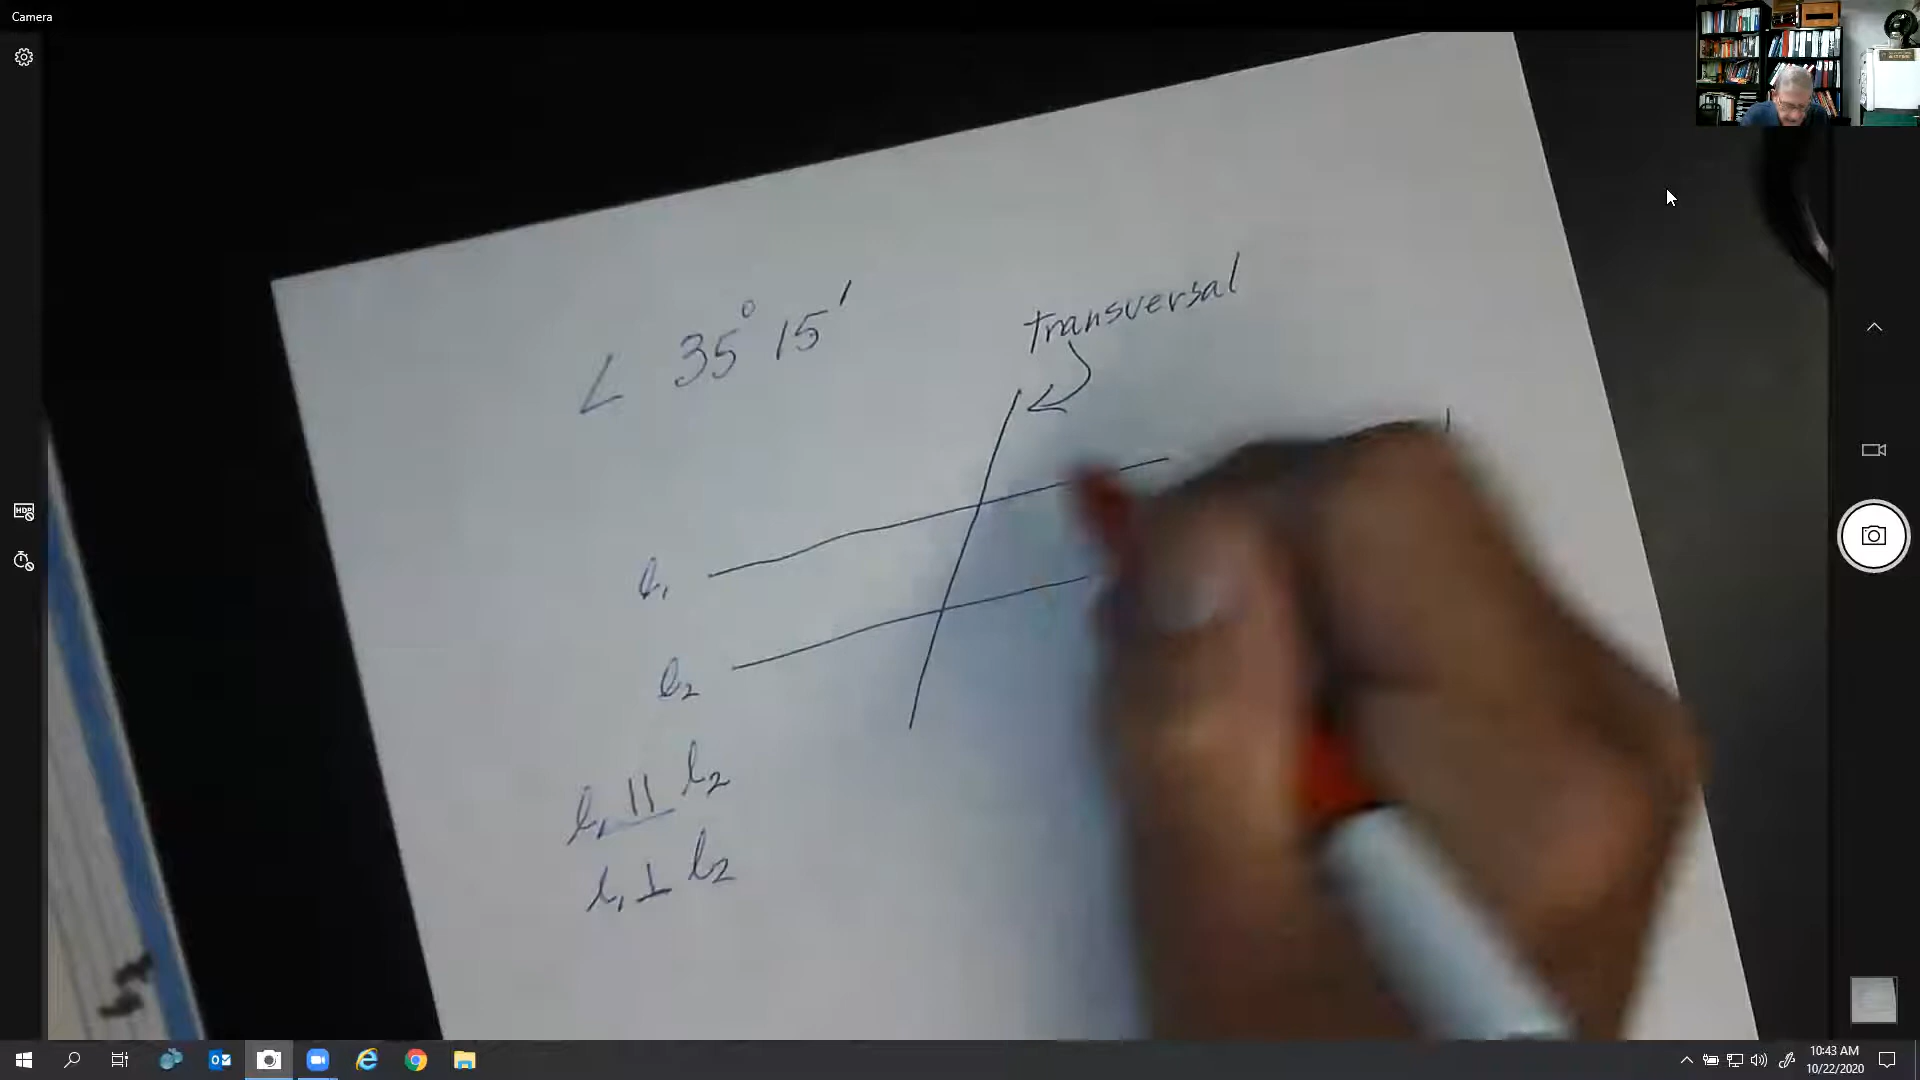 Camera
∠ 35° 15'
transversal
l₁
l₂
l₁ || l₂
l₁ ⊥ l₂
10:43 AM
10/22/2020